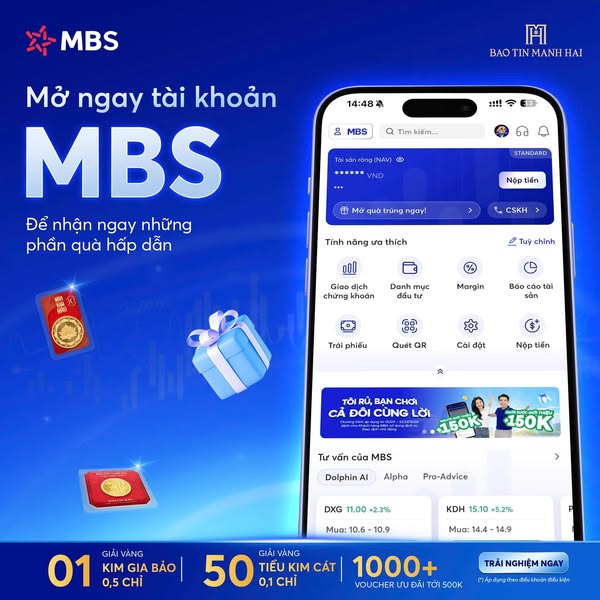 MBS
BAO TIN MANH HAI
Mở ngay tài khoản
MBS
Để nhận ngay những
phần quà hấp dẫn
14:48
MBS
Tìm kiếm...
STANDARD
Tài sản ròng (NAV)
****** VND
***
Nộp tiền
Mở quà trúng ngay!
CSKH
Tính năng ưa thích
Tuỳ chỉnh
Giao dịch chứng khoán
Danh mục đầu tư
Margin
Báo cáo tài sản
Trái phiếu
Quét QR
Cài đặt
Nộp tiền
TÔI RỦ, BẠN CHƠI
CẢ ĐÔI CÙNG LỜI
+150K
NGƯỜI ĐƯỢC GIỚI THIỆU
+150K
Tư vấn của MBS
Dolphin AI
Alpha
Pro-Advice
DXG 11.00 +2.3%
Mua: 10.6 - 10.9
KDH 15.10 +5.2%
Mua: 14.4 - 14.9
01
GIẢI VÀNG
KIM GIA BẢO
0,5 CHỈ
50
GIẢI VÀNG
TIỂU KIM CÁT
0,1 CHỈ
1000+
VOUCHER ƯU ĐÃI TỚI 500K
TRẢI NGHIỆM NGAY
(*) Áp dụng theo điều khoản điều kiện